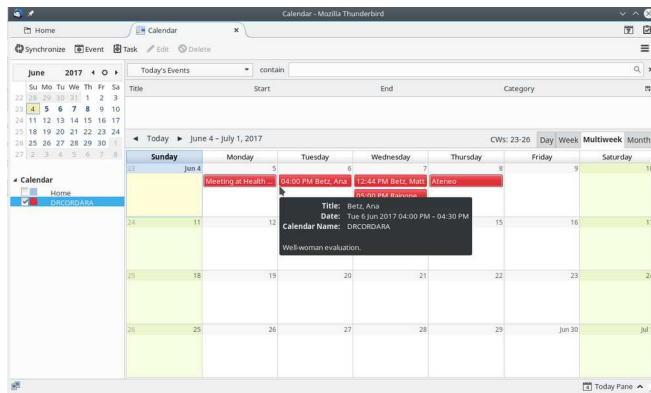 Calendar - Mozilla Thunderbird
Home
Calendar
Synchronize Event Task Edit Delete
June 2017
Su Mo Tu We Th Fr Sa
22 28 29 30 31 1 2 3
23 4 5 6 7 8 9 10
24 11 12 13 14 15 16 17
25 18 19 20 21 22 23 24
26 25 26 27 28 29 30 1
27 2 3 4 5 6 7 8
Calendar
Home
DRCORDARA
Today's Events contain
Title Start End Category
Today June 4 – July 1, 2017 CWs: 23-26 Day Week Multiweek Month
Sunday Monday Tuesday Wednesday Thursday Friday Saturday
23 Jun 4 5 6 7 8 9 10
Meeting at Health ... 04:00 PM Betz, Ana 12:44 PM Betz, Matt Ateneo
05:00 PM
Title: Betz, Ana
Date: Tue 6 Jun 2017 04:00 PM – 04:30 PM
Calendar Name: DRCORDARA
Well-woman evaluation.
24 11 12 15 16
25 18 19 20 21 22 23
26 25 26 27 28 29 Jun 30 Jul
Today Pane